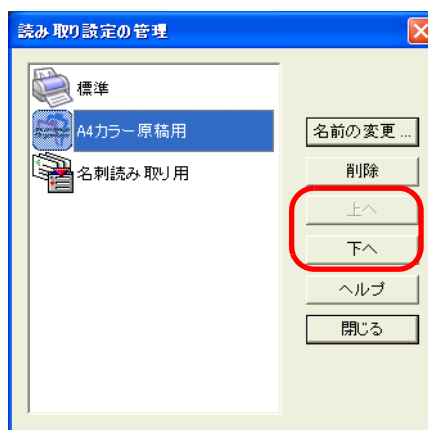 読み取り設定の管理
標準
A4カラー原稿用
名刺読み取り用
名前の変更 ...
削除
上へ
下へ
ヘルプ
閉じる